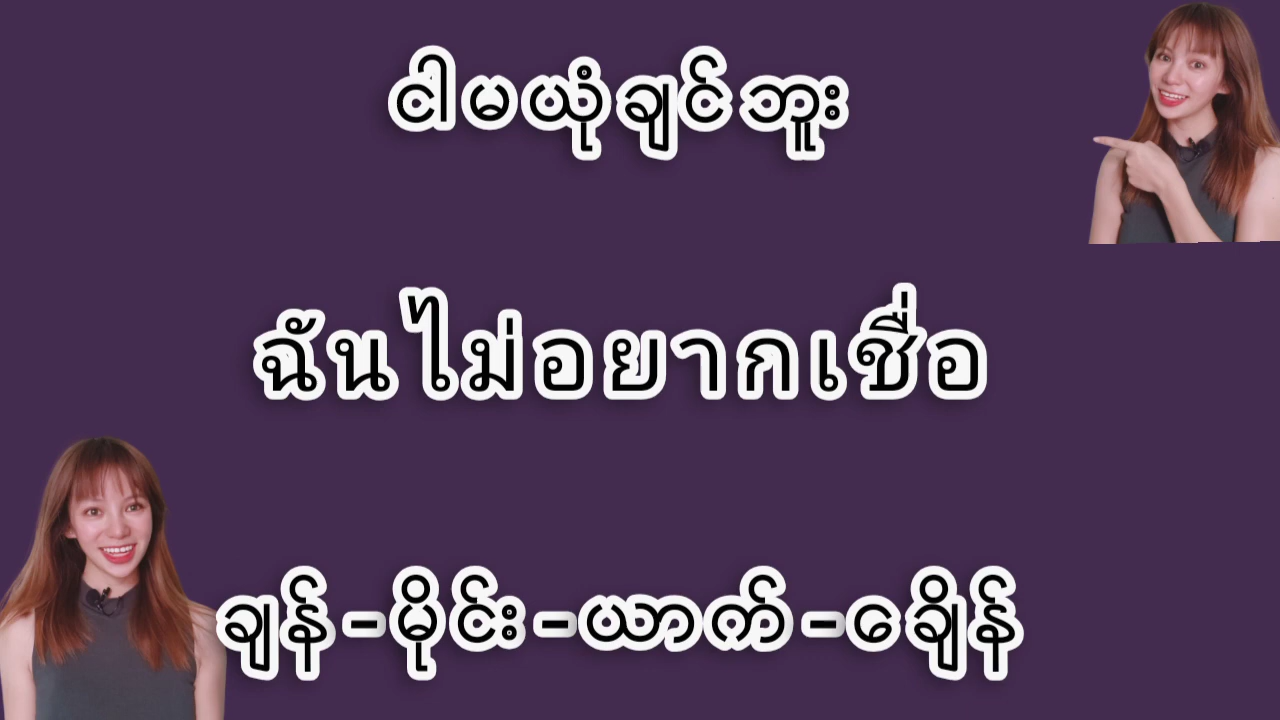 ငါမယုံချင်ဘူး
ฉันไม่อยากเชื่อ
ချန်-မိုင်း-ယာက်-ချေိန်